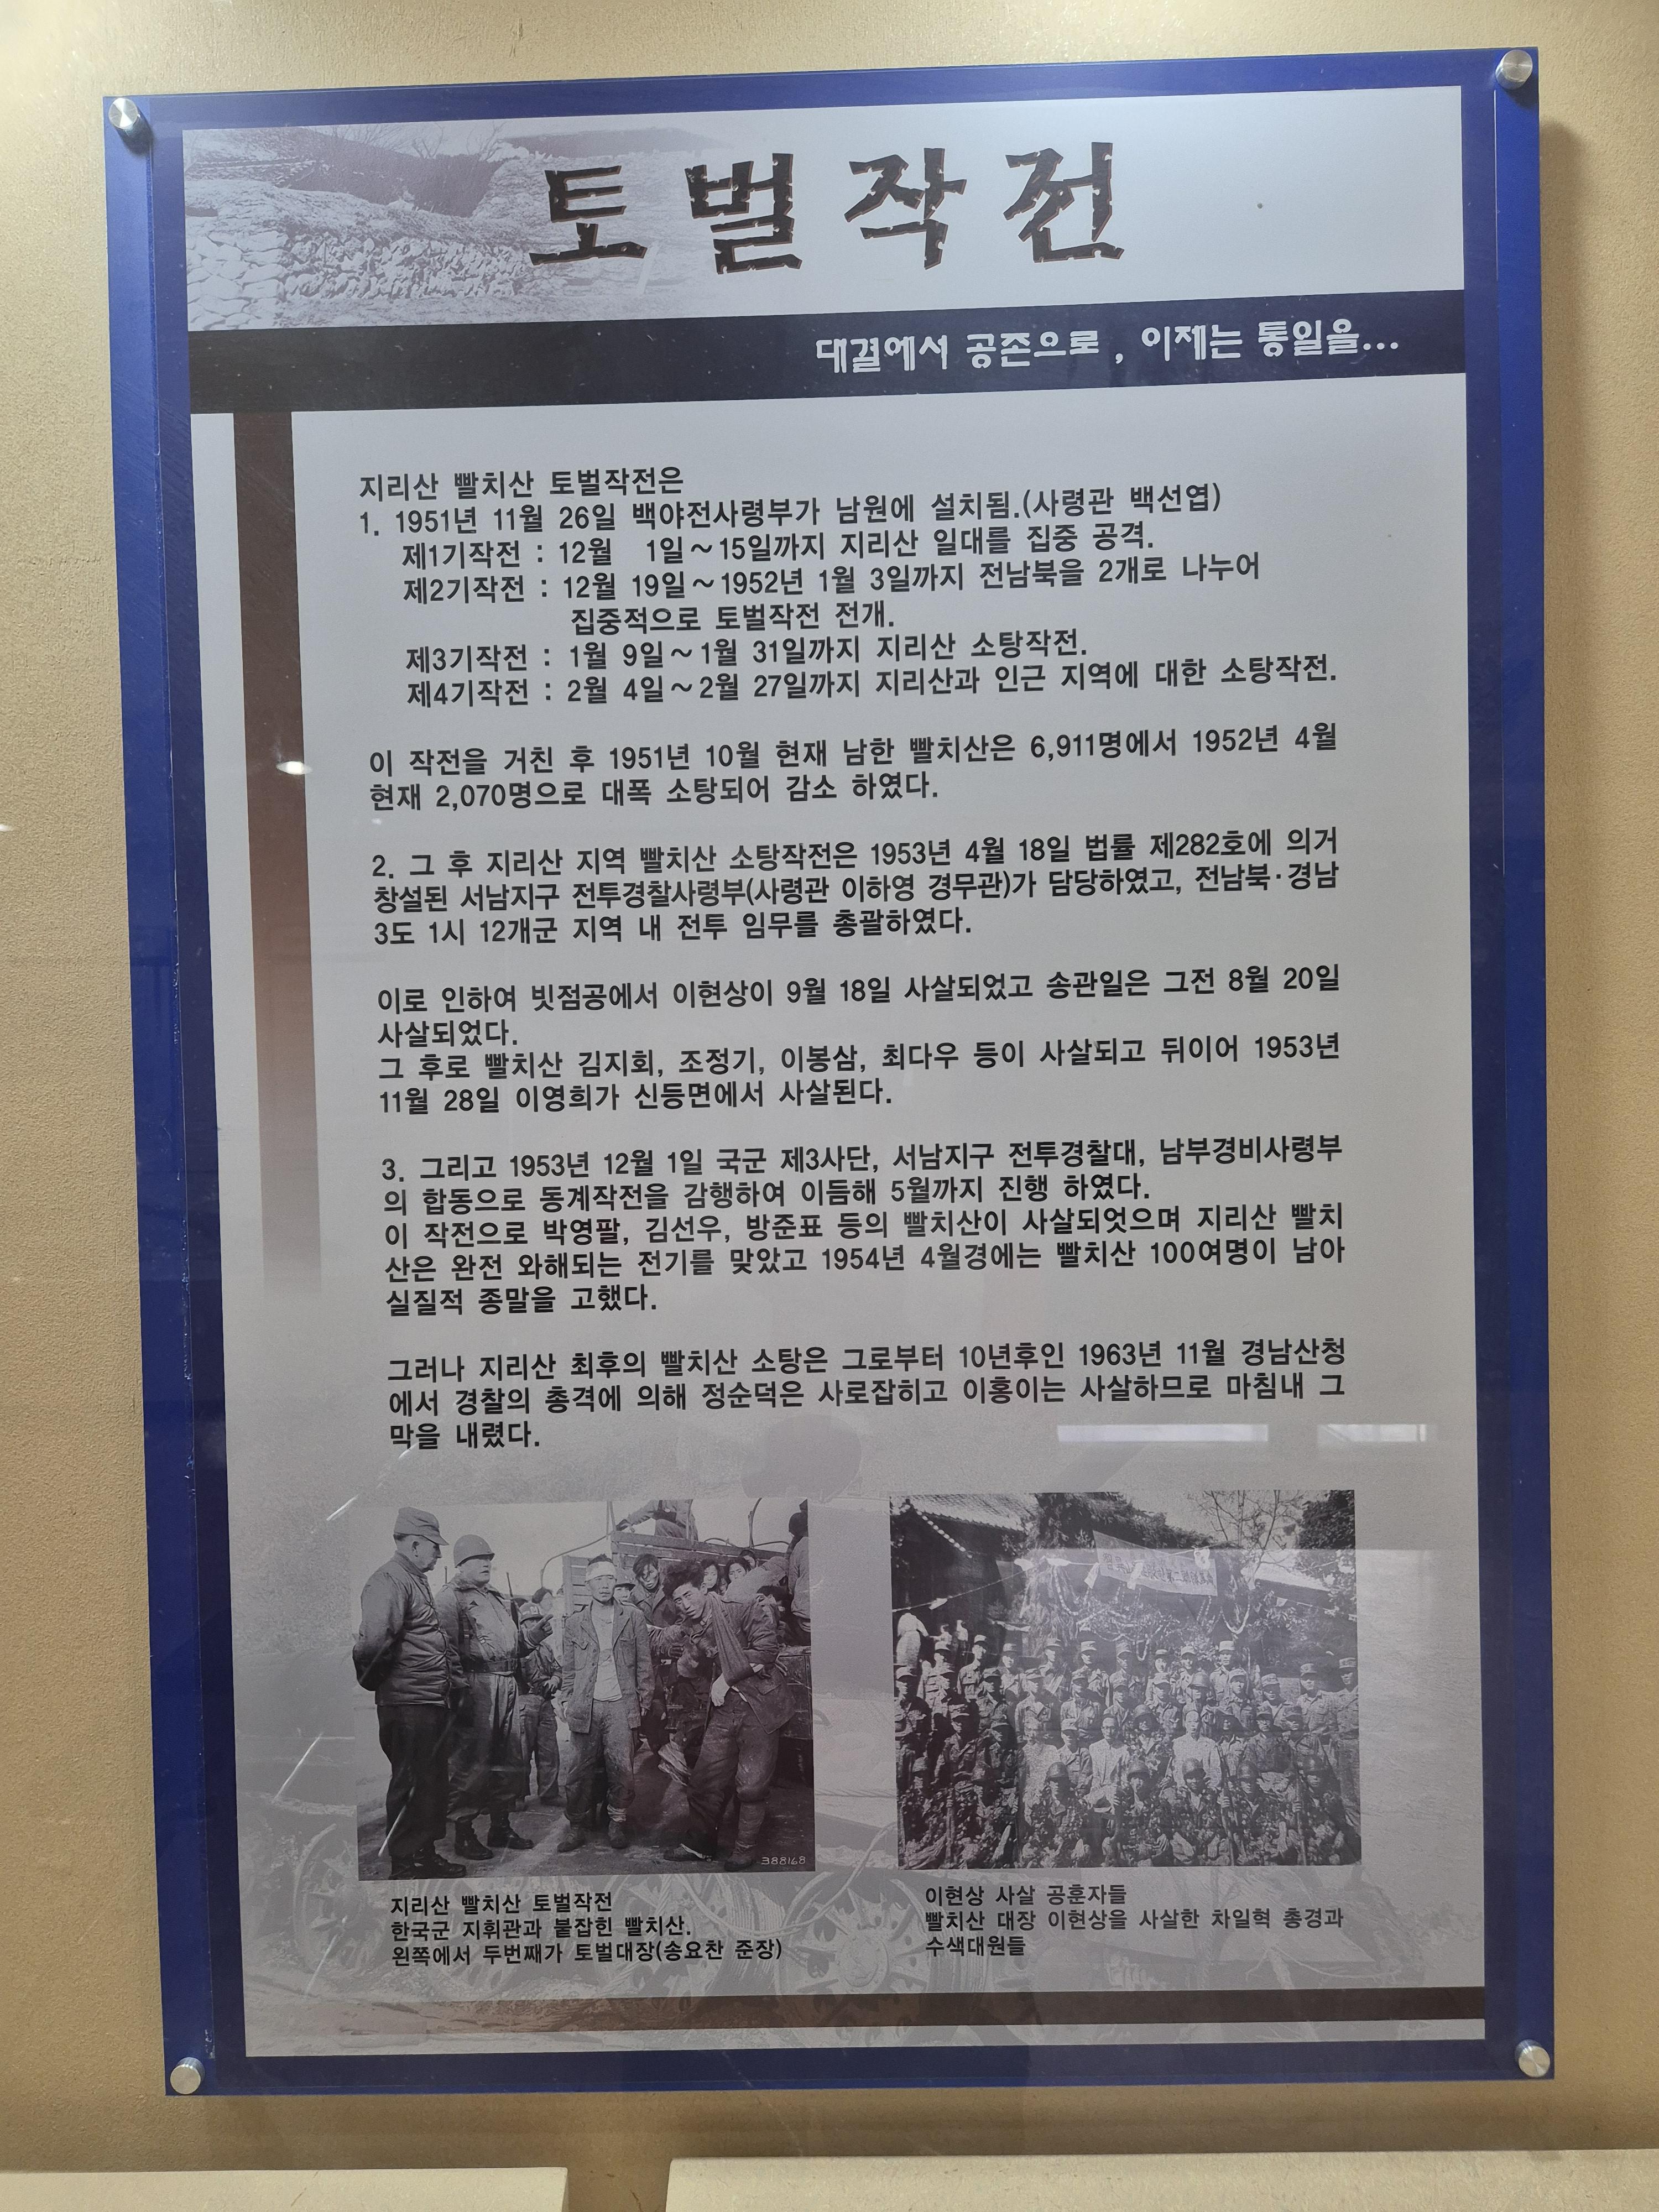 토벌작전
대결에서 공존으로 , 이제는 통일을...
지리산 빨치산 토벌작전은
1. 1951년 11월 26일 백야전사령부가 남원에 설치됨.(사령관 백선엽)
제1기작전 : 12월 1일~15일까지 지리산 일대를 집중 공격.
제2기작전 : 12월 19일~1952년 1월 3일까지 전남북을 2개로 나누어
집중적으로 토벌작전 전개.
제3기작전 : 1월 9일~1월 31일까지 지리산 소탕작전.
제4기작전 : 2월 4일~2월 27일까지 지리산과 인근 지역에 대한 소탕작전.
이 작전을 거친 후 1951년 10월 현재 남한 빨치산은 6,911명에서 1952년 4월
현재 2,070명으로 대폭 소탕되어 감소 하였다.
2. 그 후 지리산 지역 빨치산 소탕작전은 1953년 4월 18일 법률 제282호에 의거
창설된 서남지구 전투경찰사령부(사령관 이하영 경무관)가 담당하였고, 전남북·경남
3도 1시 12개군 지역 내 전투 임무를 총괄하였다.
이로 인하여 빗점공에서 이현상이 9월 18일 사살되었고 송관일은 그전 8월 20일
사살되었다.
그 후로 빨치산 김지회, 조정기, 이봉삼, 최다우 등이 사살되고 뒤이어 1953년
11월 28일 이영희가 신등면에서 사살된다.
3. 그리고 1953년 12월 1일 국군 제3사단, 서남지구 전투경찰대, 남부경비사령부
의 합동으로 동계작전을 감행하여 이듬해 5월까지 진행 하였다.
이 작전으로 박영팔, 김선우, 방준표 등의 빨치산이 사살되엇으며 지리산 빨치
산은 완전 와해되는 전기를 맞았고 1954년 4월경에는 빨치산 100여명이 남아
실질적 종말을 고했다.
그러나 지리산 최후의 빨치산 소탕은 그로부터 10년후인 1963년 11월 경남산청
에서 경찰의 총격에 의해 정순덕은 사로잡히고 이홍이는 사살하므로 마침내 그
막을 내렸다.
388168
지리산 빨치산 토벌작전
한국군 지휘관과 붙잡힌 빨치산.
왼쪽에서 두번째가 토벌대장(송요찬 준장)
이현상 사살 공훈자들
빨치산 대장 이현상을 사살한 차일혁 총경과
수색대원들